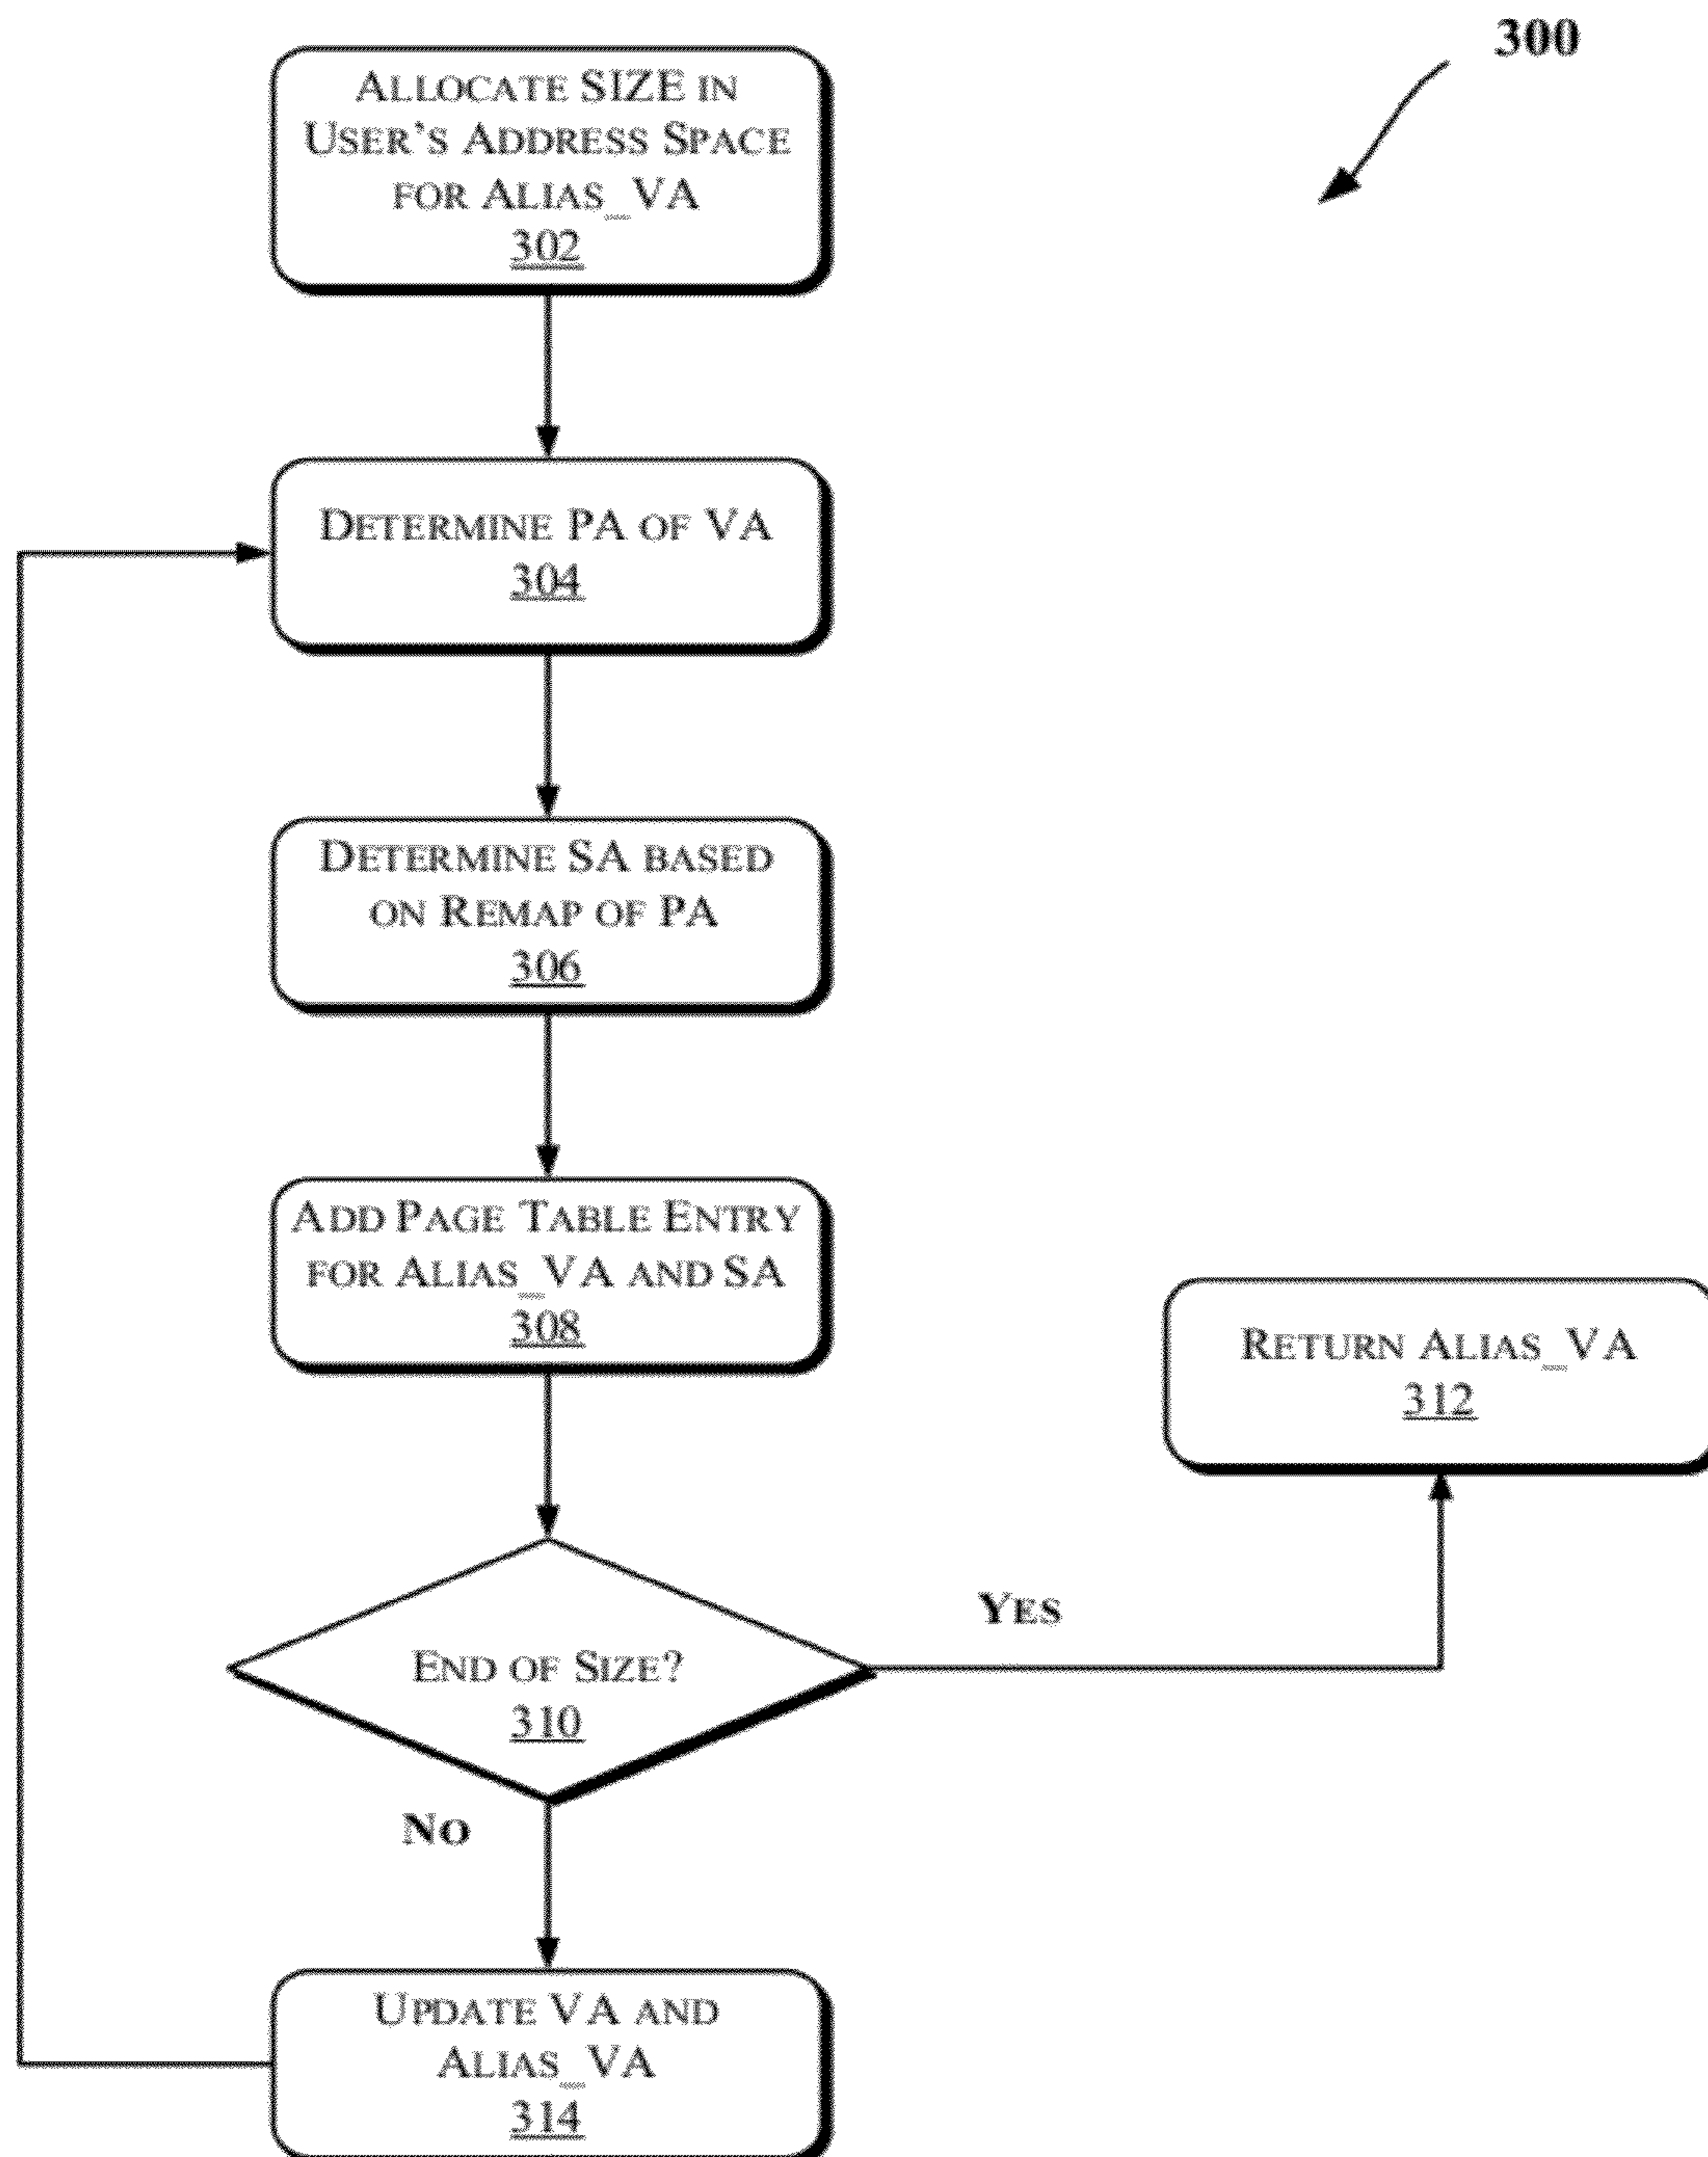 300
ALLOCATE SIZE IN
USER'S ADDRESS SPACE
FOR ALIAS_VA
302
DETERMINE PA OF VA
304
DETERMINE SA BASED
ON REMAP OF PA
306
ADD PAGE TABLE ENTRY
FOR ALIAS_VA AND SA
308
RETURN ALIAS_VA
312
END OF SIZE?
310
YES
NO
UPDATE VA AND
ALIAS_VA
314